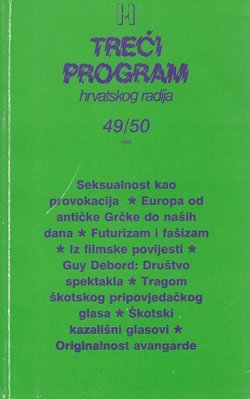 TREĆI
PROGRAM
hrvatskog radija
49/50
Seksualnost kao
provokacija * Europa od
antičke Grčke do naših
dana * Futurizam i fašizam
* Iz filmske povijesti *
Guy Debord: Društvo
spektakla * Tragom
škotskog pripovjedačkog
glasa * Škotski
kazališni glasovi *
Originalnost avangarde